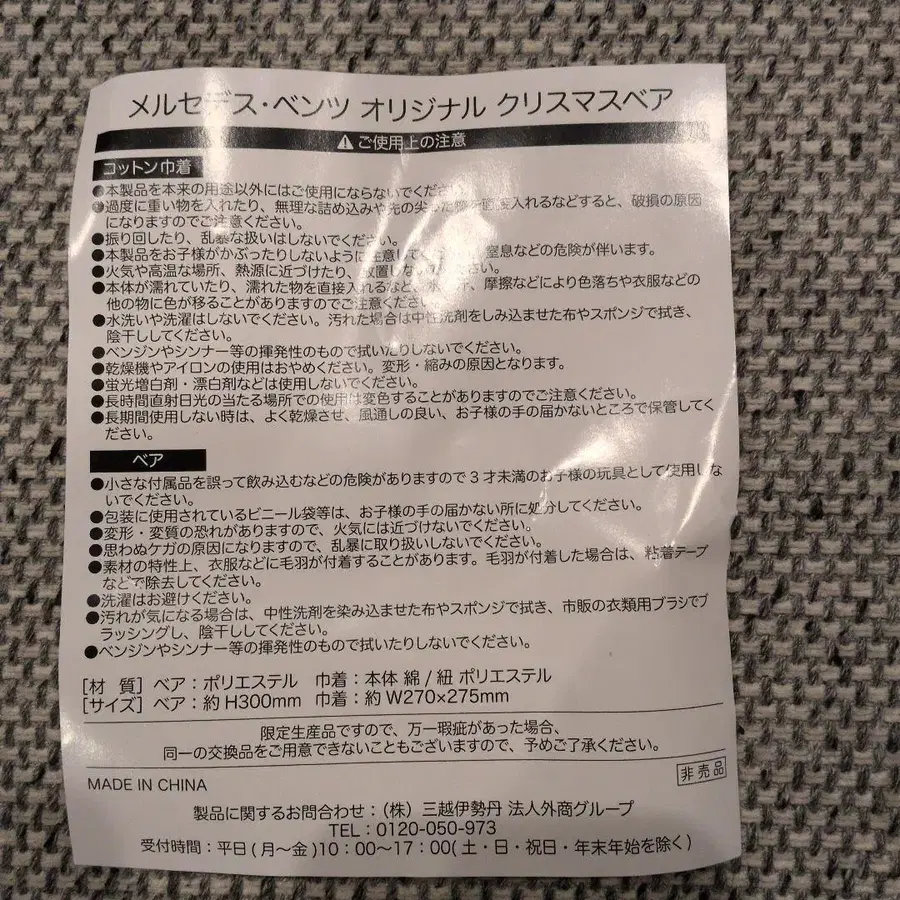 メルセデス・ベンツ オリジナル クリスマスベア
⚠ご使用上の注意
コットン巾着
●本製品を本来の用途以外にはご使用にならないでください。
●過度に重い物を入れたり、無理な詰め込みや先の尖った物を直接入れるなどすると、破損の原因
になりますのでご注意ください。
●振り回したり、乱暴な扱いはしないでください。
●本製品をお子様がかぶったりしないように注意して 窒息などの危険が伴います。
●火気や高温な場所、熱源に近づけたり、放置しないでください。
●本体が濡れていたり、濡れた物を直接入れるなど、 摩擦などにより色落ちや衣服などの
他の物に色が移ることがありますのでご注意ください。
●水洗いや洗濯はしないでください。汚れた場合は中性洗剤をしみ込ませた布やスポンジで拭き、
陰干ししてください。
●ベンジンやシンナー等の揮発性のもので拭いたりしないでください。
●乾燥機やアイロンの使用はおやめください。変形・縮みの原因となります。
●蛍光増白剤・漂白剤などは使用しないでください。
●長時間直射日光の当たる場所での使用は変色することがありますのでご注意ください。
●長期間使用しない時は、よく乾燥させ、風通しの良い、お子様の手の届かないところで保管してく
ださい。
ベア
●小さな付属品を誤って飲み込むなどの危険がありますので3才未満のお子様の玩具として使用しな
いでください。
●包装に使用されているビニール袋等は、お子様の手の届かない所に処分してください。
●変形・変質の恐れがありますので、火気には近づけないでください。
●思わぬケガの原因になりますので、乱暴に取り扱いしないでください。
●素材の特性上、衣服などに毛羽が付着することがあります。毛羽が付着した場合は、粘着テープ
などで除去してください。
●洗濯はお避けください。
●汚れが気になる場合は、中性洗剤を染み込ませた布やスポンジで拭き、市販の衣類用ブラシでブ
ラッシングし、陰干ししてください。
●ベンジンやシンナー等の揮発性のもので拭いたりしないでください。
[材 質] ベア：ポリエステル 巾着：本体 綿 / 紐 ポリエステル
[サイズ] ベア：約 H300mm 巾着：約 W270×275mm
限定生産品ですので、万一瑕疵があった場合、
同一の交換品をご用意できないこともございますので、予めご了承ください。
MADE IN CHINA
非売品
製品に関するお問合わせ：（株）三越伊勢丹 法人外商グループ
TEL：0120-050-973
受付時間：平日(月〜金)10：00〜17：00(土・日・祝日・年末年始を除く)